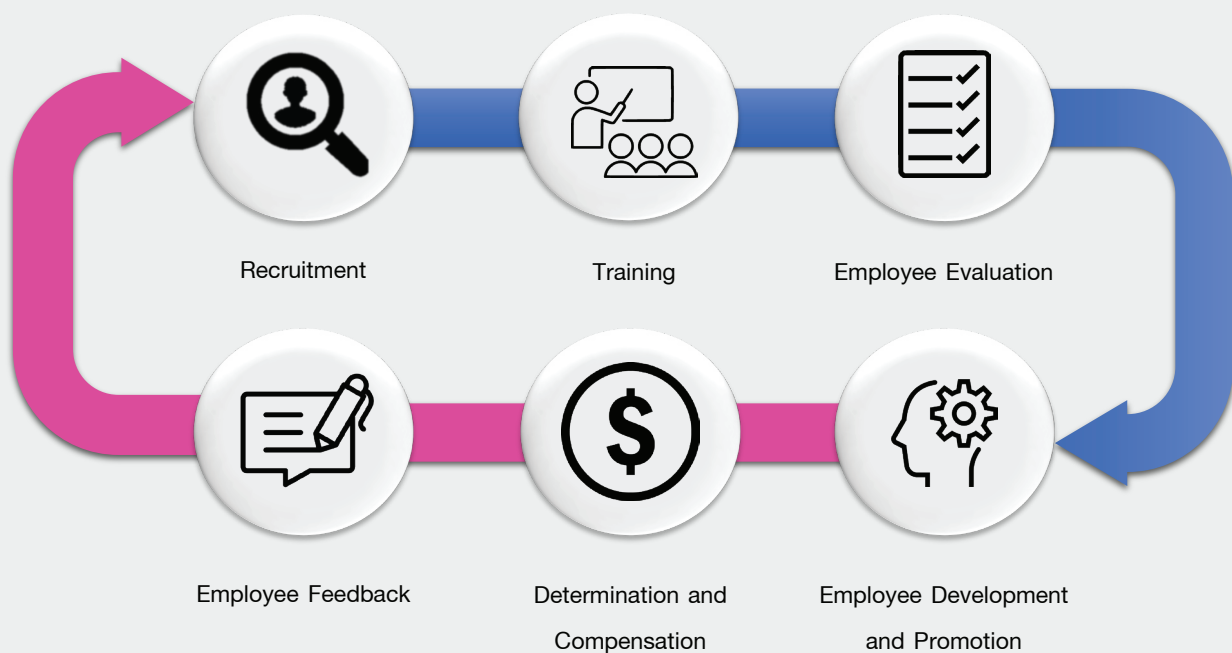 Recruitment
Training
Employee Evaluation
Employee Feedback
Determination and
Compensation
Employee Development
and Promotion